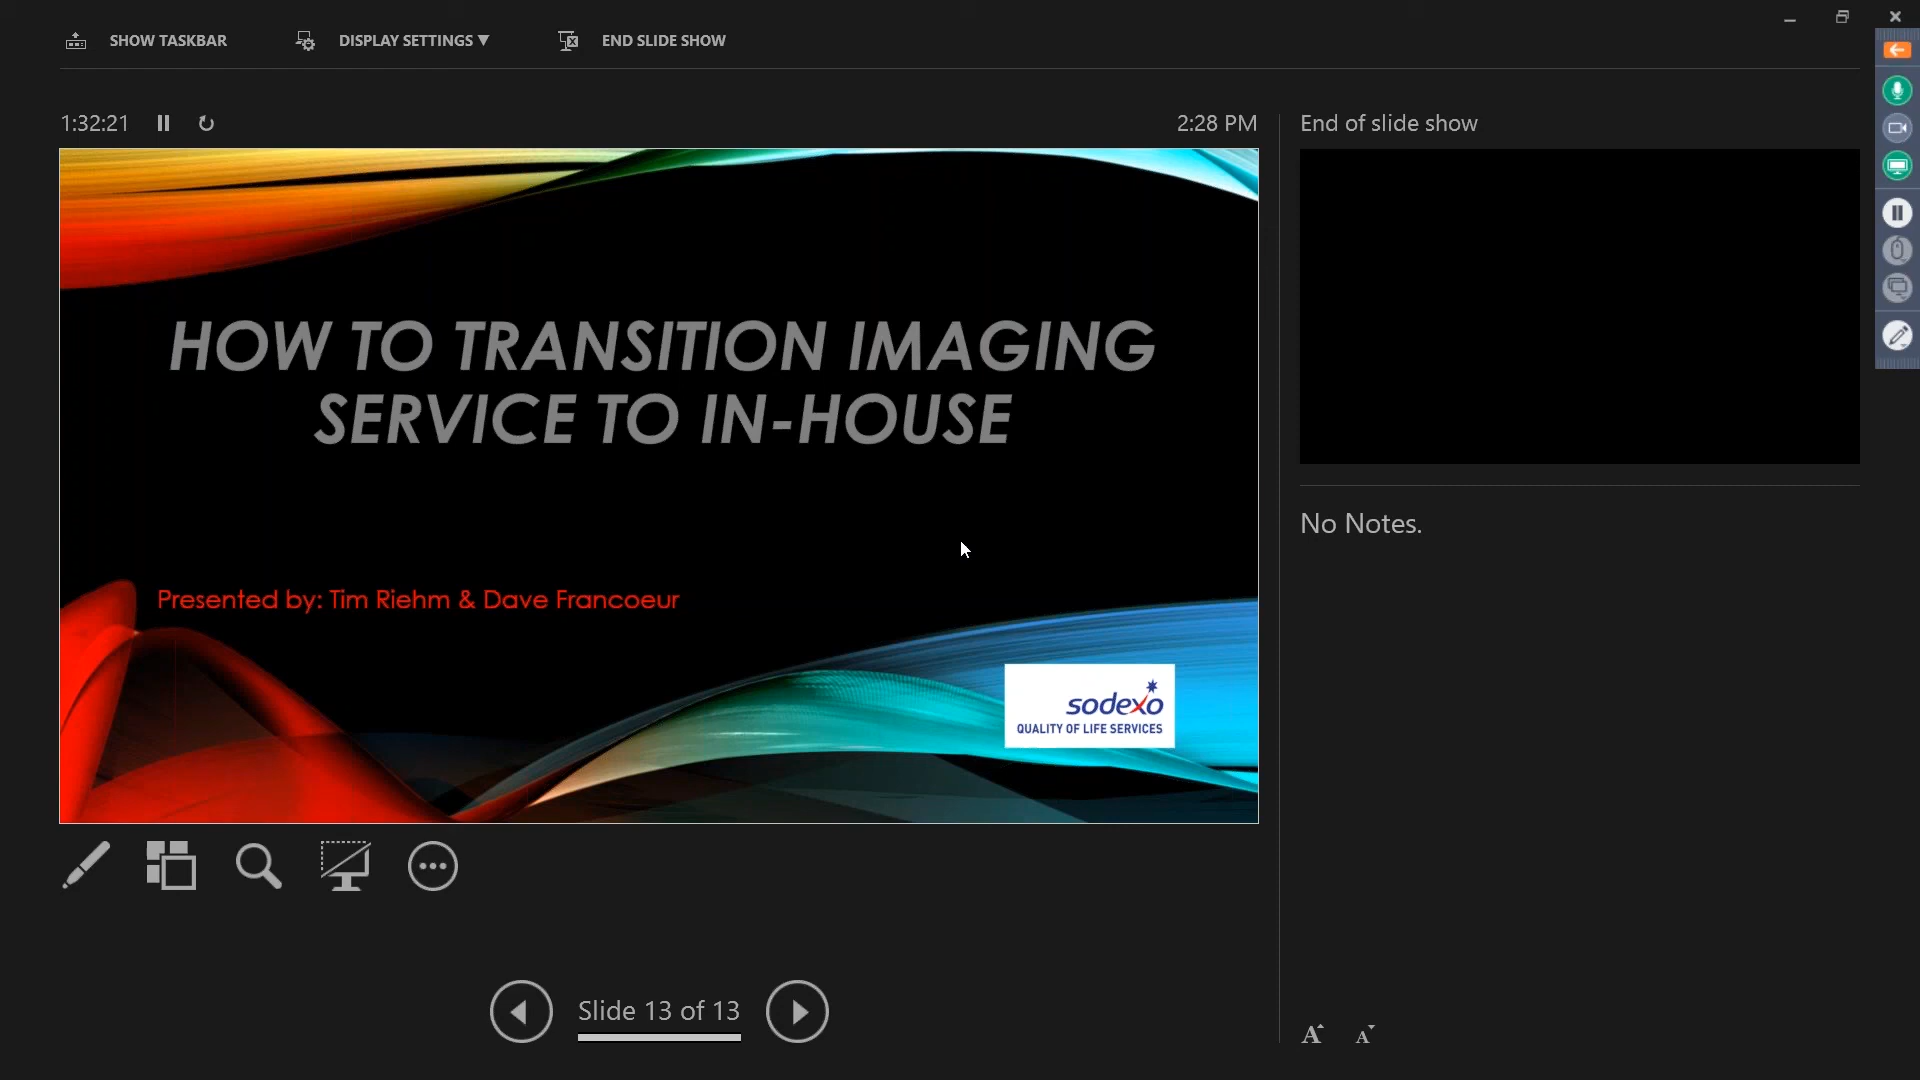 SHOW TASKBAR
DISPLAY SETTINGS ▼
END SLIDE SHOW
1:32:21
2:28 PM
End of slide show
HOW TO TRANSITION IMAGING
SERVICE TO IN-HOUSE
Presented by: Tim Riehm & Dave Francoeur
sodexo
QUALITY OF LIFE SERVICES
No Notes.
Slide 13 of 13
A A